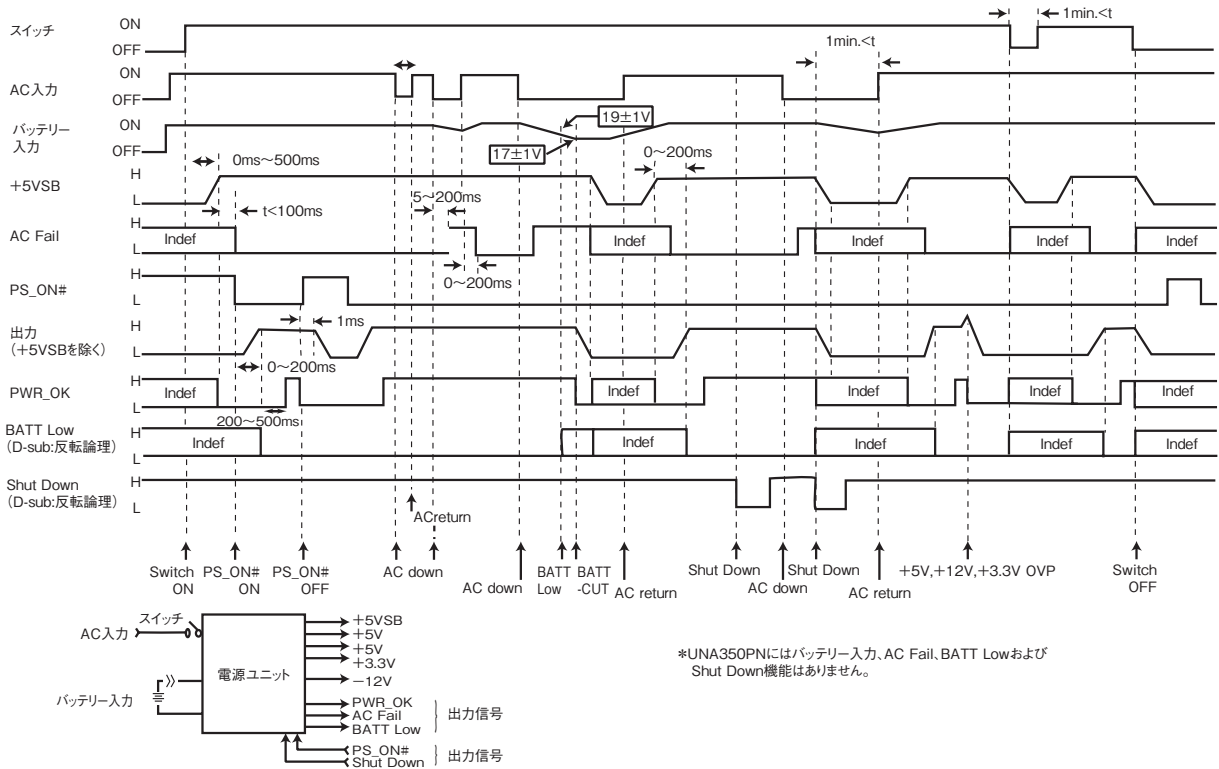 スイッチ
ON
OFF
1min.<t
1min.<t
AC入力
ON
OFF
バッテリー
入力
ON
OFF
19±1V
17±1V
0ms～500ms
0～200ms
+5VSB
H
L
t<100ms
5～200ms
AC Fail
H
L
Indef
Indef
Indef
Indef
Indef
0～200ms
PS_ON#
H
L
1ms
出力
(+5VSBを除く)
H
L
0～200ms
PWR_OK
H
L
Indef
Indef
Indef
Indef
Indef
200～500ms
BATT Low
(D-sub:反転論理)
H
L
Indef
Indef
Indef
Indef
Indef
Shut Down
(D-sub:反転論理)
H
L
ACreturn
Switch
ON
PS_ON#
ON
PS_ON#
OFF
AC down
AC down
BATT
Low
BATT
-CUT
AC return
Shut Down
AC down
Shut Down
AC return
+5V,+12V,+3.3V OVP
Switch
OFF
スイッチ
AC入力
バッテリー入力
電源ユニット
+5VSB
+5V
+5V
+3.3V
−12V
PWR_OK
AC Fail
BATT Low
出力信号
PS_ON#
Shut Down
出力信号
*UNA350PNにはバッテリー入力、AC Fail、BATT Lowおよび
Shut Down機能はありません。